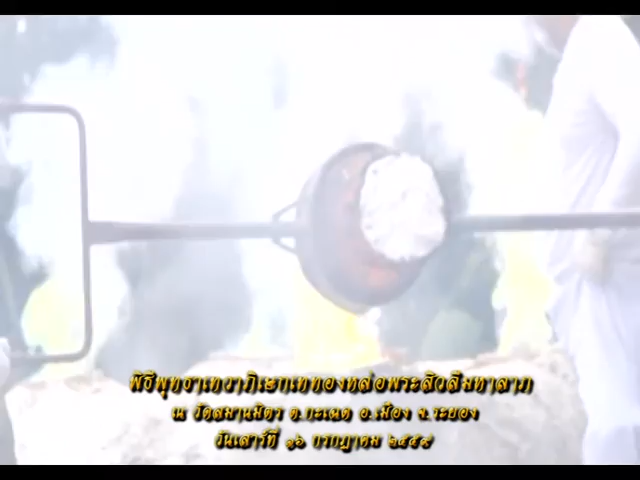 พิธีพุทธาเทวาภิเษกเททองหล่อพระสิวลีมหาลาภ
ณ วัดสมานมิตร ต.กะเฉด อ.เมือง จ.ระยอง
วันเสาร์ที่ ๑๖ กรกฎาคม ๒๕๕๙